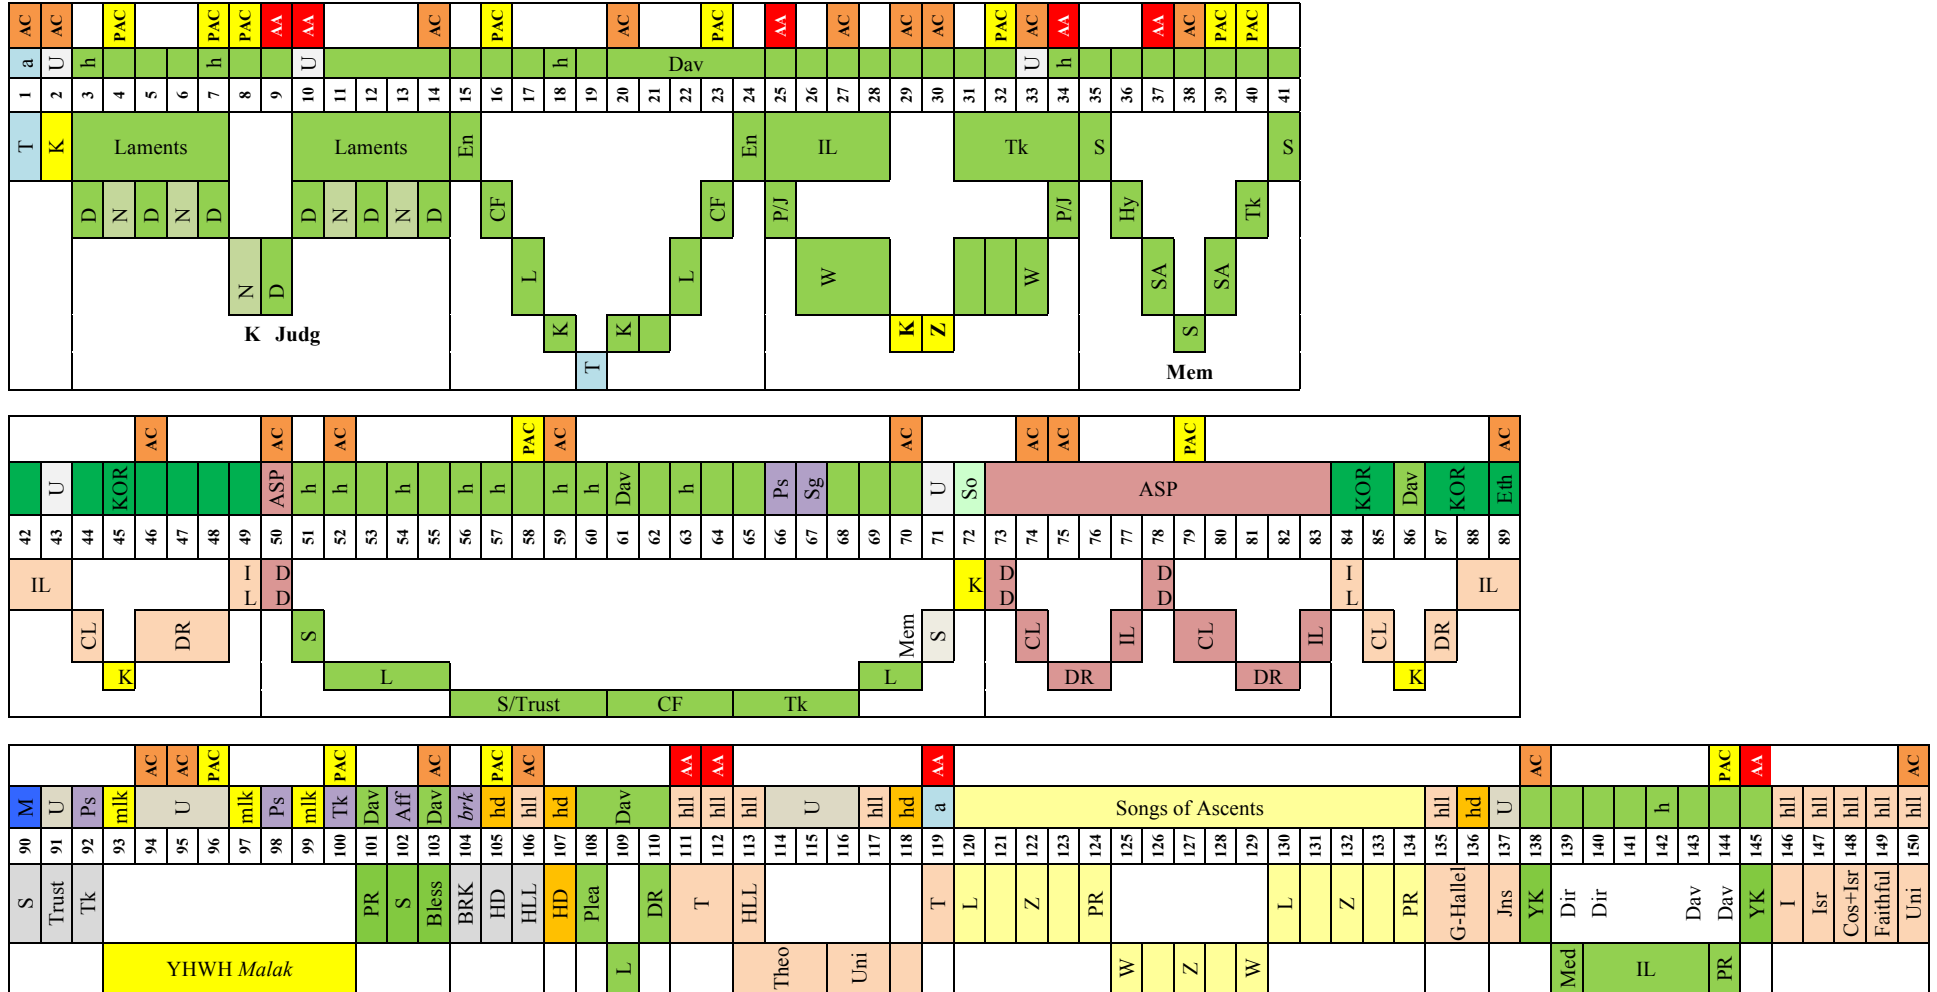 AC AC PAC PAC PAC AA AA AC PAC AC PAC AA AC AC AC PAC AC AA AA AC PAC PAC
a U h h U h Dav U h
1 2 3 4 5 6 7 8 9 10 11 12 13 14 15 16 17 18 19 20 21 22 23 24 25 26 27 28 29 30 31 32 33 34 35 36 37 38 39 40 41
T K Laments Laments En En IL Tk S S
D N D N D D N D N D CF CF P/J P/J Hy Tk
N D L L W W SA SA
K Judg K K K Z S
T Mem
AC AC AC PAC AC AC AC AC PAC AC
U KOR ASP h h h h h h h Dav h Ps Sg U So ASP KOR Dav KOR Eth
42 43 44 45 46 47 48 49 50 51 52 53 54 55 56 57 58 59 60 61 62 63 64 65 66 67 68 69 70 71 72 73 74 75 76 77 78 79 80 81 82 83 84 85 86 87 88 89
IL I L D D K D D D D I L IL
CL DR S Mem S CL IL CL IL CL DR
K L L DR DR K
S/Trust CF Tk
AC AC PAC PAC AC PAC AC AA AA AA AC PAC AA AC
M U Ps mlk U mlk Ps mlk Tk Dav Aff Dav brk hd hll hd Dav hll hll hll U hll hd a Songs of Ascents hll hd U h hll hll hll hll hll
90 91 92 93 94 95 96 97 98 99 100 101 102 103 104 105 106 107 108 109 110 111 112 113 114 115 116 117 118 119 120 121 122 123 124 125 126 127 128 129 130 131 132 133 134 135 136 137 138 139 140 141 142 143 144 145 146 147 148 149 150
S Trust Tk PR S Bless BRK HD HLL HD Plea DR T HLL T L Z PR L Z PR G-Hallel Jns YK Dir Dir Dav Dav YK I Isr Cos+Isr Faithful Uni
YHWH Malak L Theo Uni W Z W Med IL PR